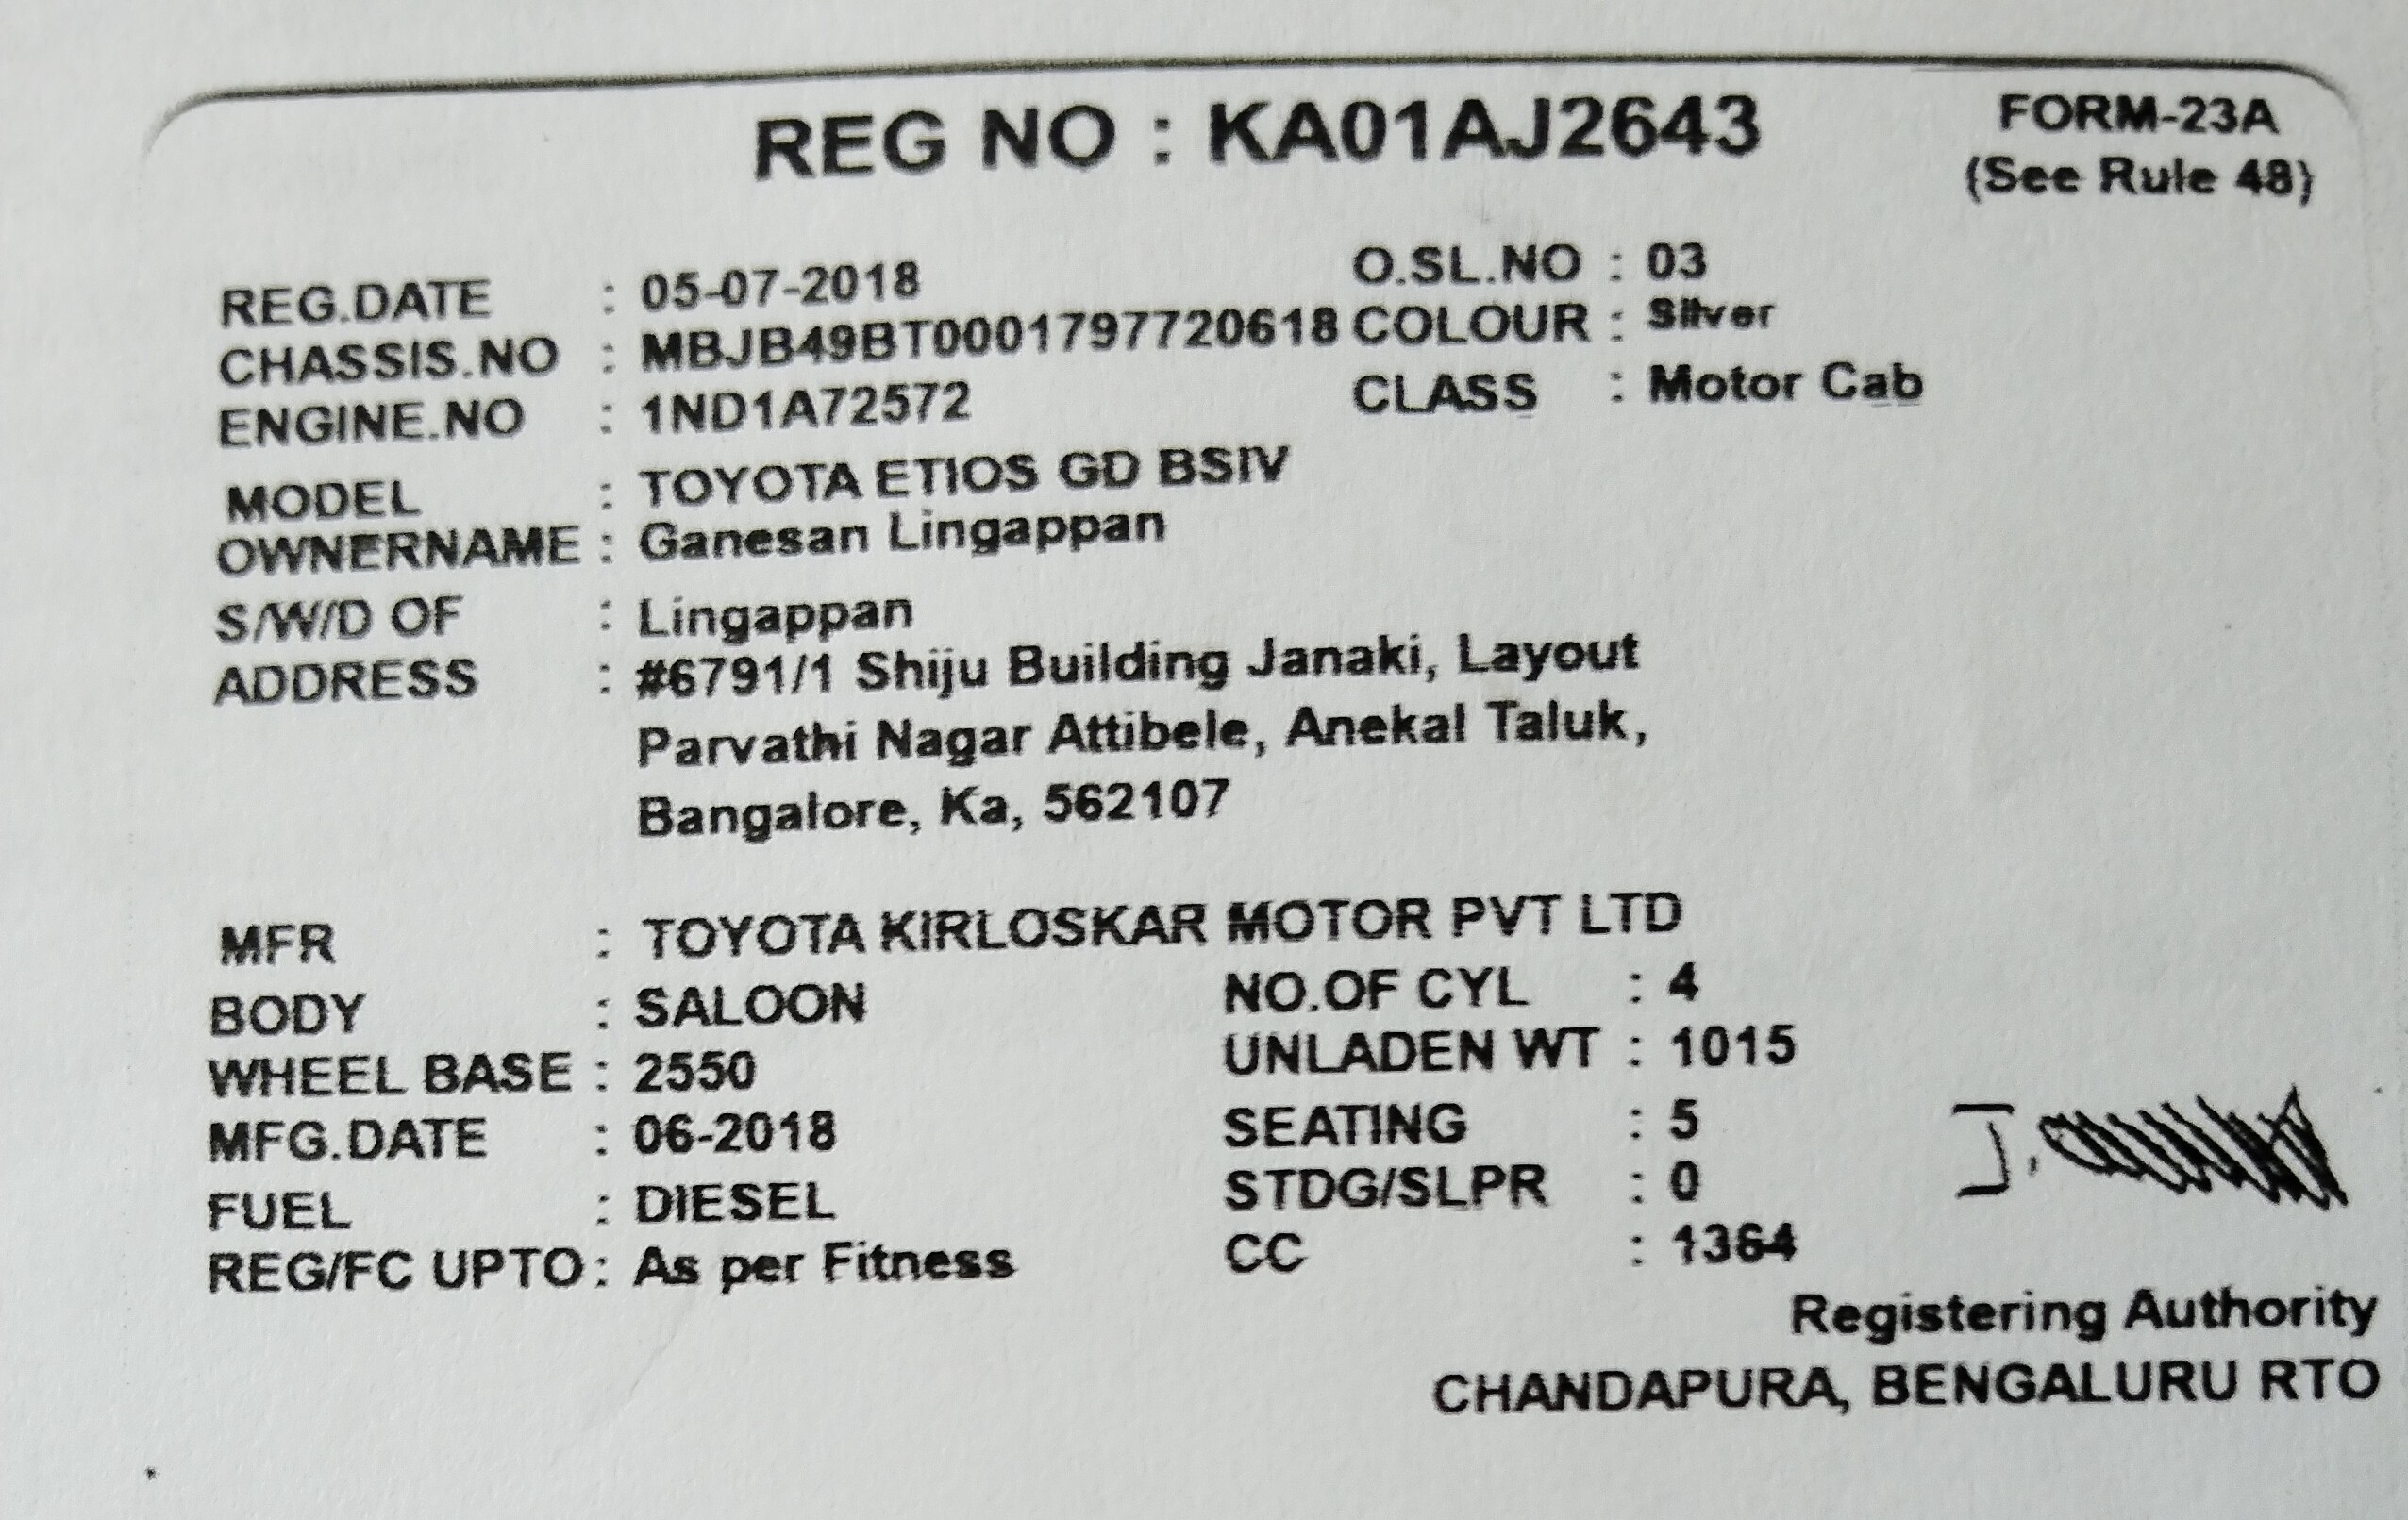 REG NO : KA01AJ2643
FORM-23A
(See Rule 48)
REG.DATE : 05-07-2018
O.SL.NO : 03
CHASSIS.NO : MBJB49BT0001797720618
COLOUR : Silver
ENGINE.NO : 1ND1A72572
CLASS : Motor Cab
MODEL : TOYOTA ETIOS GD BSIV
OWNERNAME : Ganesan Lingappan
S/W/D OF : Lingappan
ADDRESS : #6791/1 Shiju Building Janaki, Layout
Parvathi Nagar Attibele, Anekal Taluk,
Bangalore, Ka, 562107
MFR : TOYOTA KIRLOSKAR MOTOR PVT LTD
BODY : SALOON
NO.OF CYL : 4
WHEEL BASE : 2550
UNLADEN WT : 1015
MFG.DATE : 06-2018
SEATING : 5
FUEL : DIESEL
STDG/SLPR : 0
REG/FC UPTO : As per Fitness
CC : 1364
Registering Authority
CHANDAPURA, BENGALURU RTO